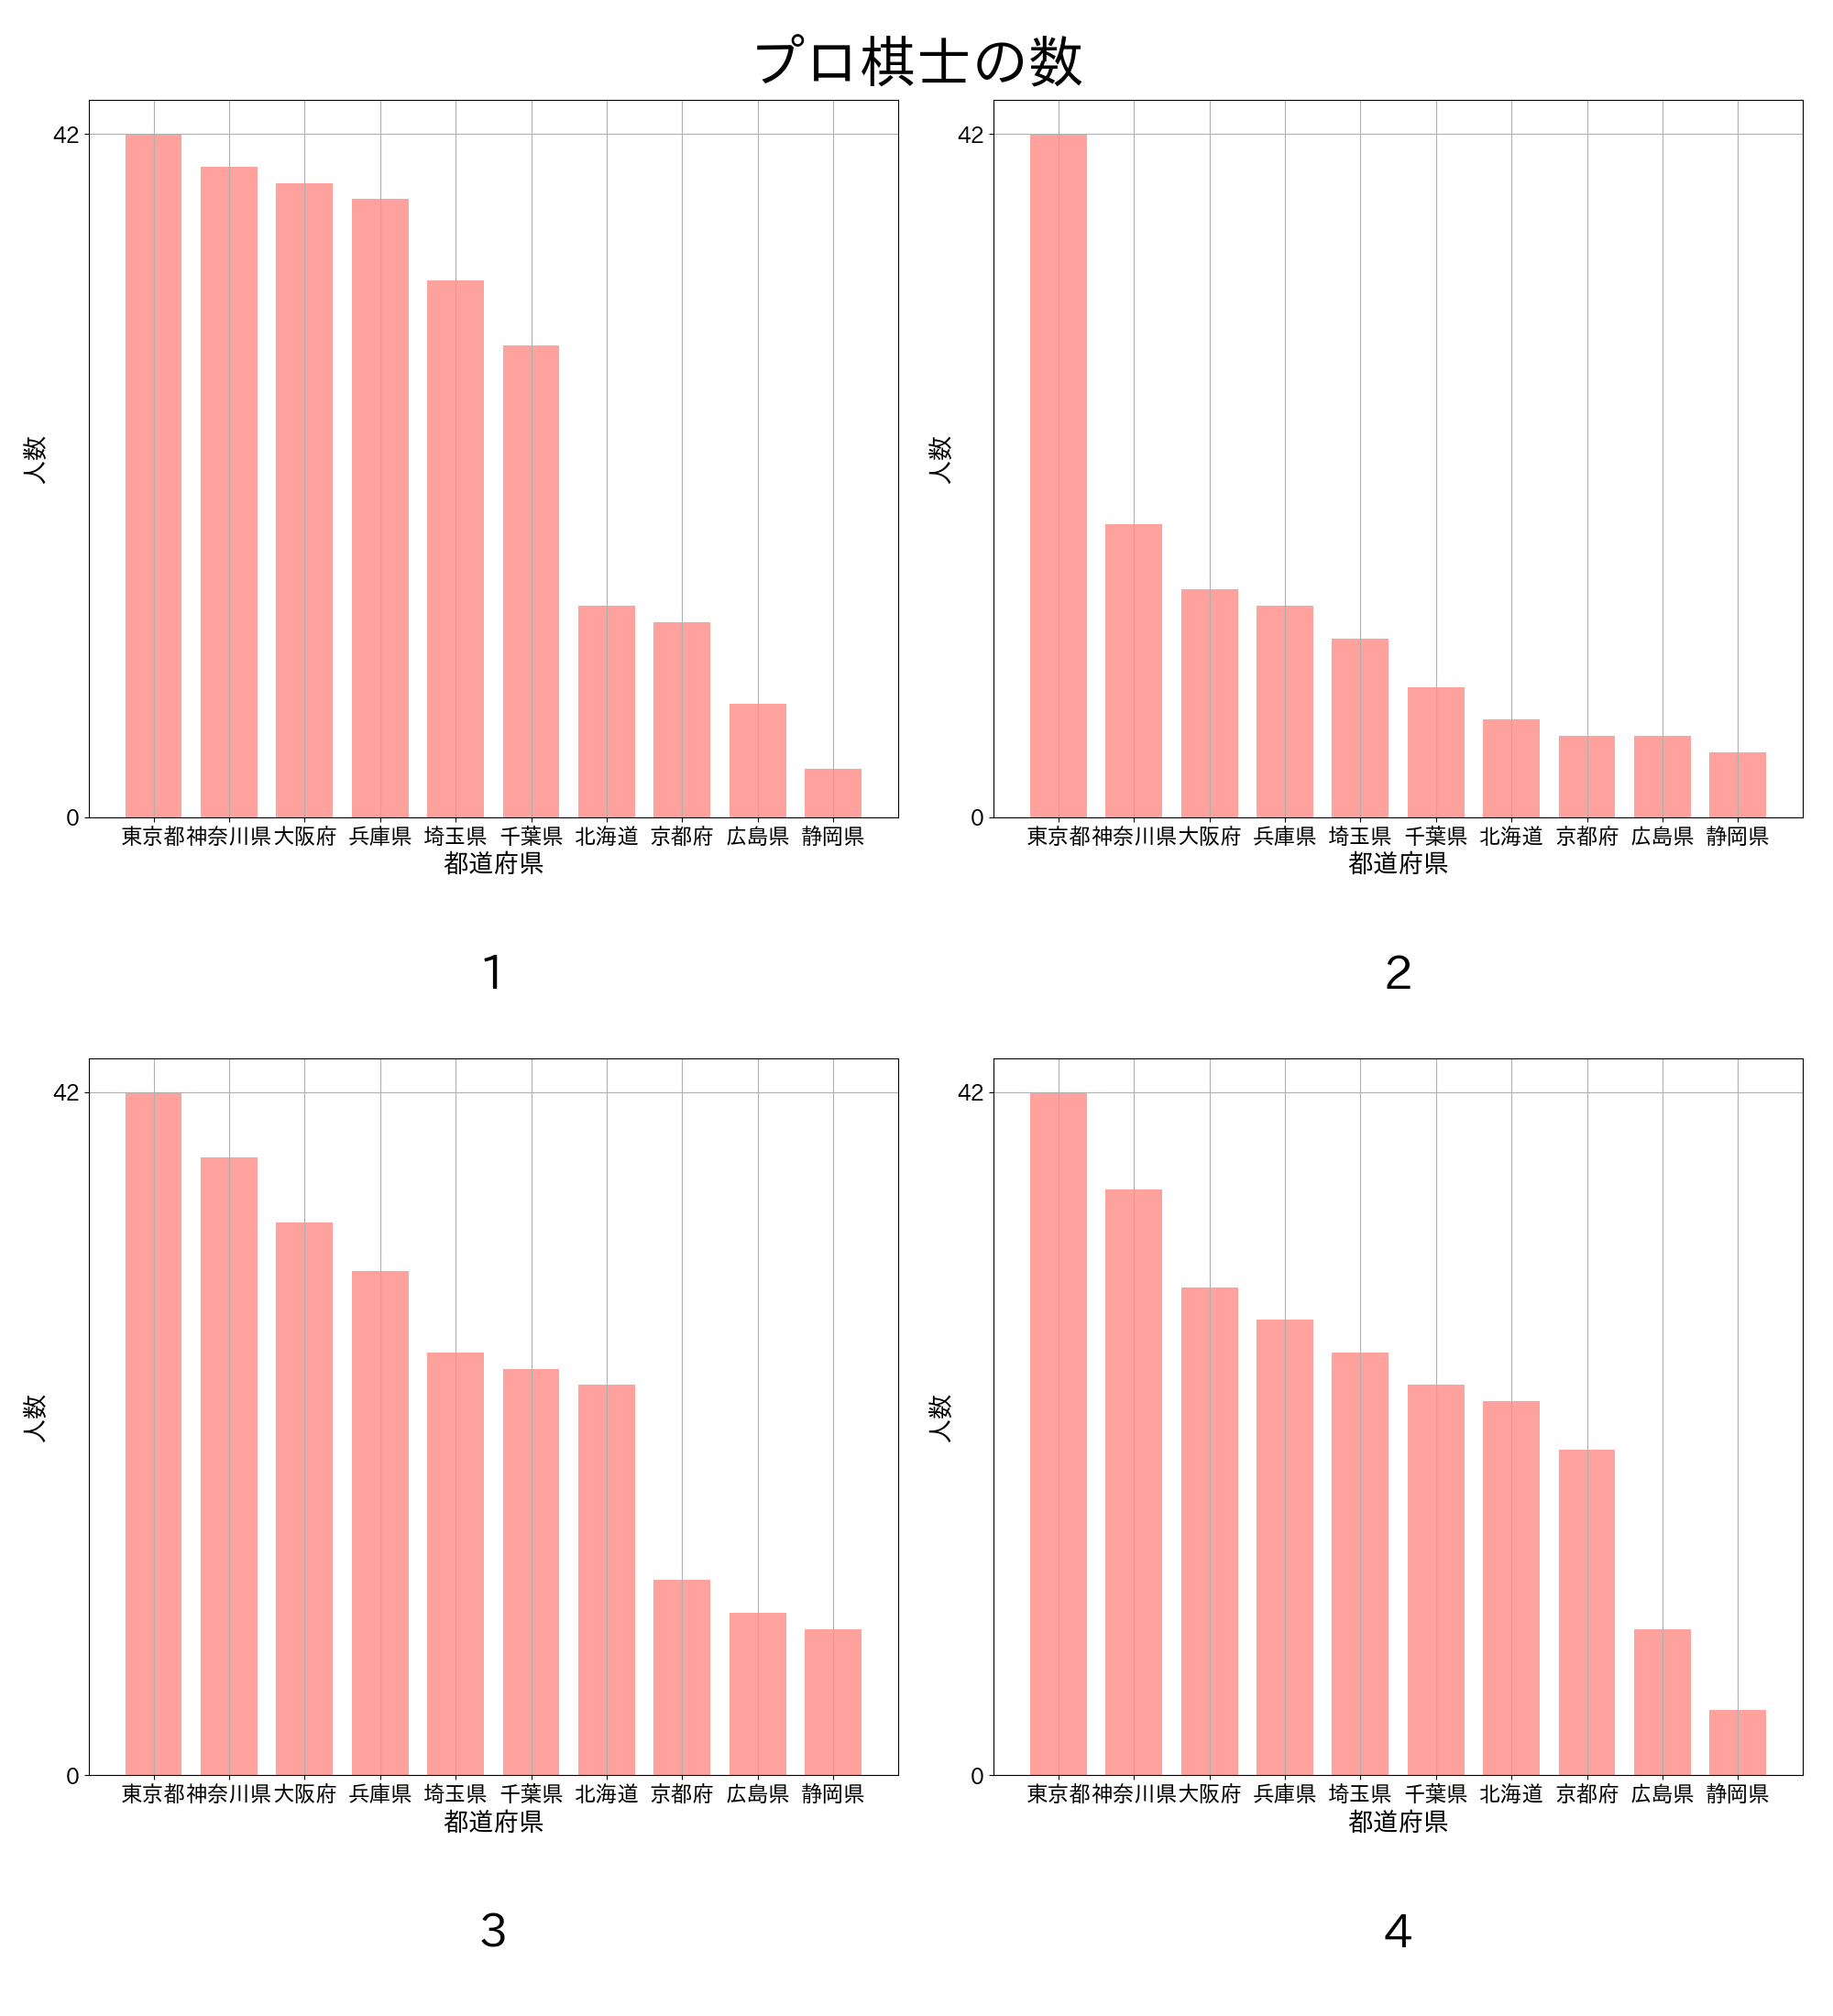 プロ棋士の数
42
0
人数
東京都 神奈川県 大阪府 兵庫県 埼玉県 千葉県 北海道 京都府 広島県 静岡県
都道府県
1
42
0
人数
東京都 神奈川県 大阪府 兵庫県 埼玉県 千葉県 北海道 京都府 広島県 静岡県
都道府県
2
42
0
人数
東京都 神奈川県 大阪府 兵庫県 埼玉県 千葉県 北海道 京都府 広島県 静岡県
都道府県
3
42
0
人数
東京都 神奈川県 大阪府 兵庫県 埼玉県 千葉県 北海道 京都府 広島県 静岡県
都道府県
4